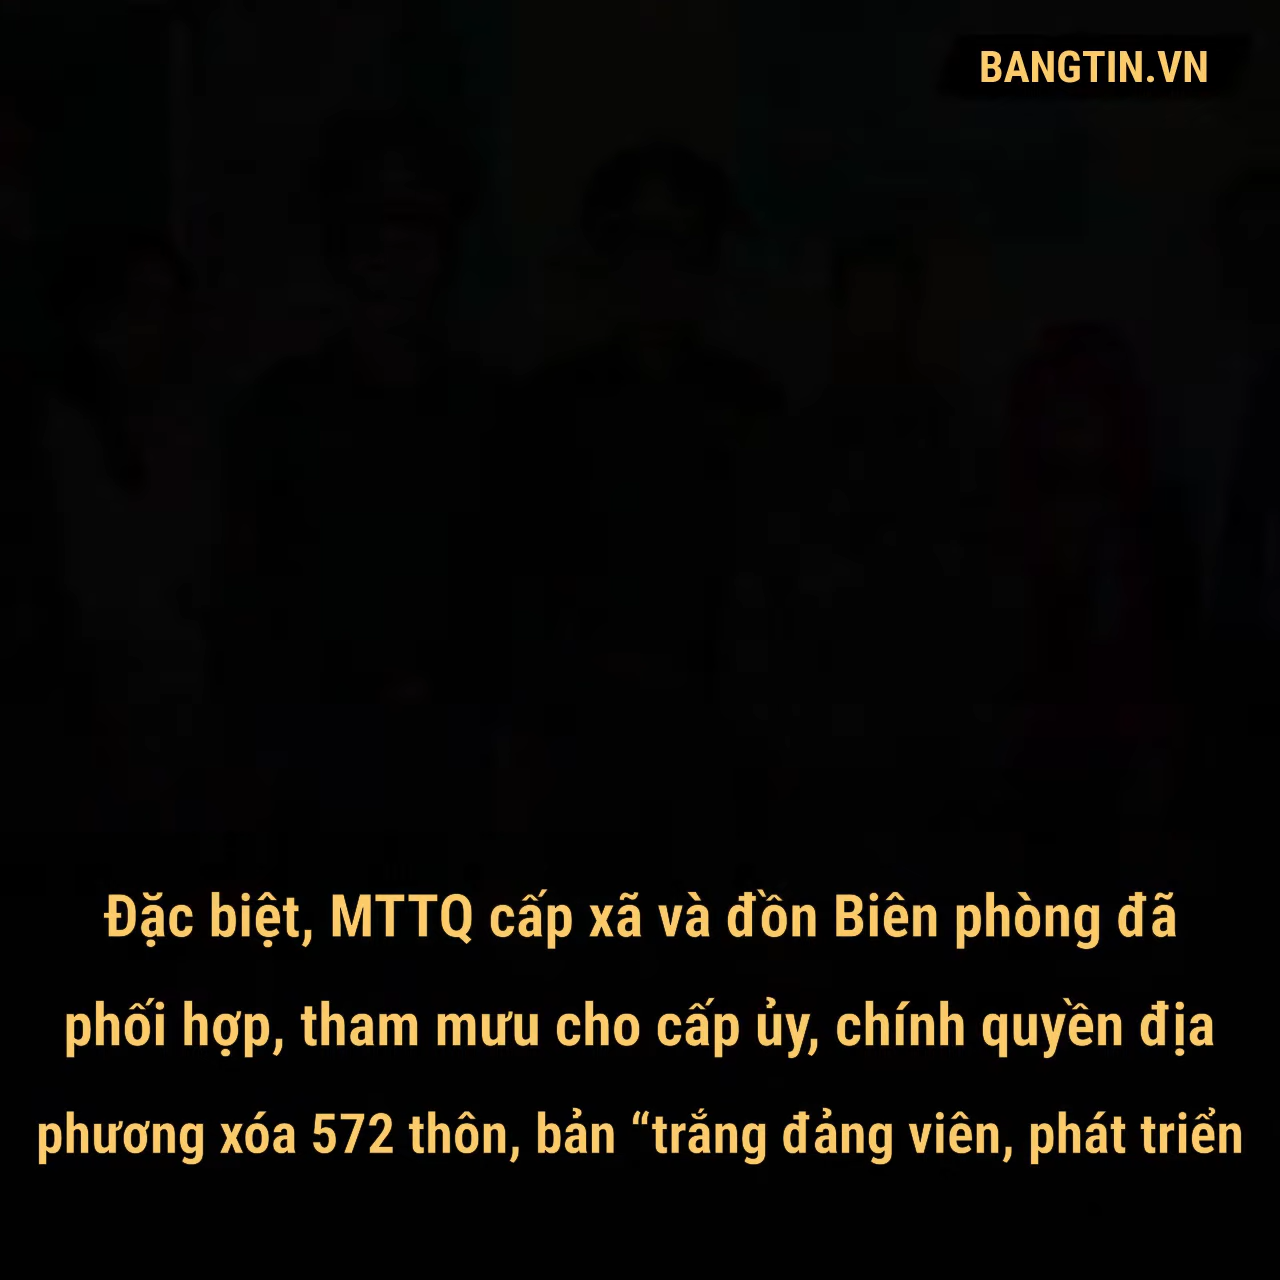 BANGTIN.VN
Đặc biệt, MTTQ cấp xã và đồn Biên phòng đã
phối hợp, tham mưu cho cấp ủy, chính quyền địa
phương xóa 572 thôn, bản “trắng đảng viên, phát triển